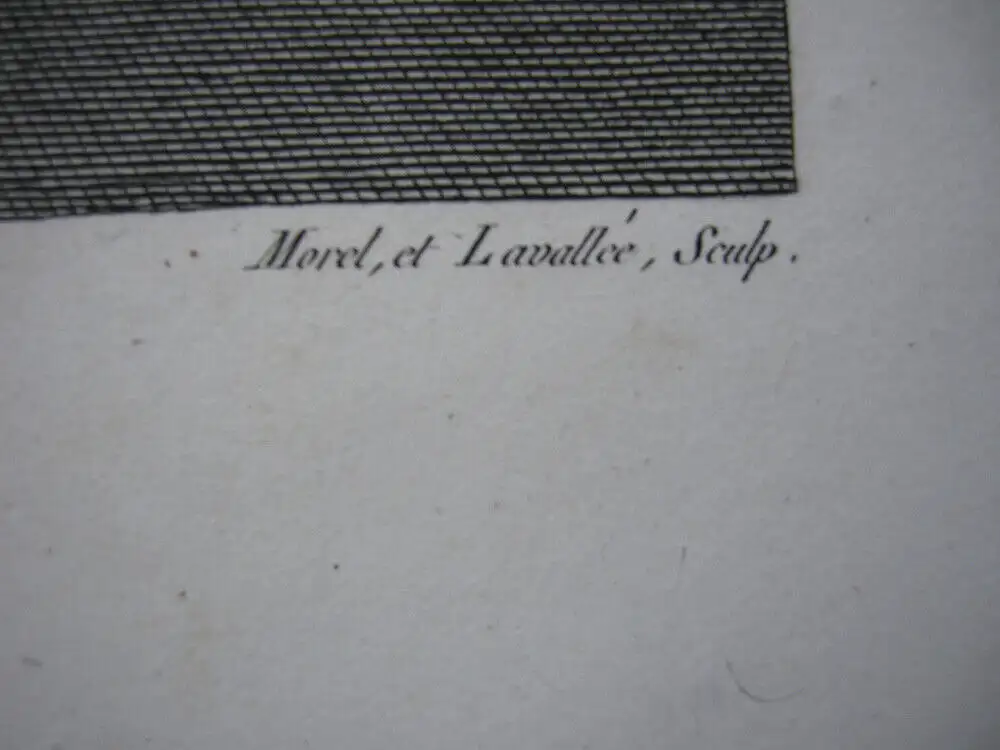 Morel, et Lavallée, Sculp.